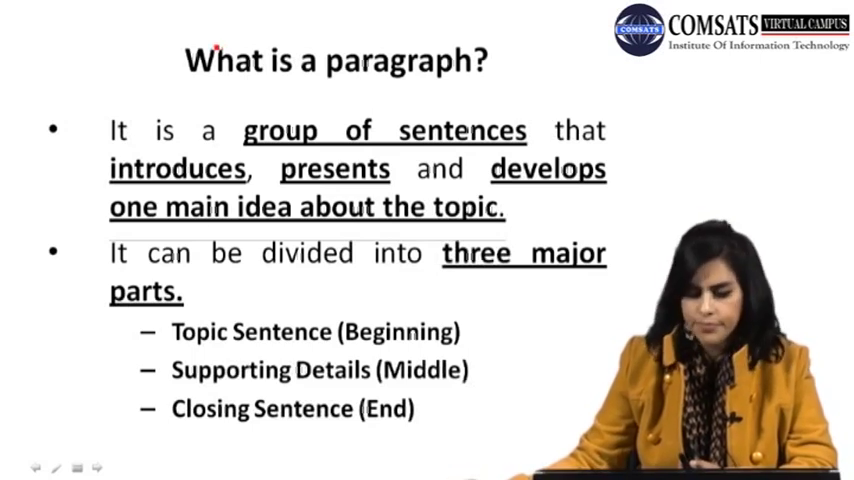 COMSATS VIRTUAL CAMPUS
COMSATS
Institute Of Information Technology
What is a paragraph?
• It is a group of sentences that
introduces, presents and develops
one main idea about the topic.
• It can be divided into three major
parts.
– Topic Sentence (Beginning)
– Supporting Details (Middle)
– Closing Sentence (End)